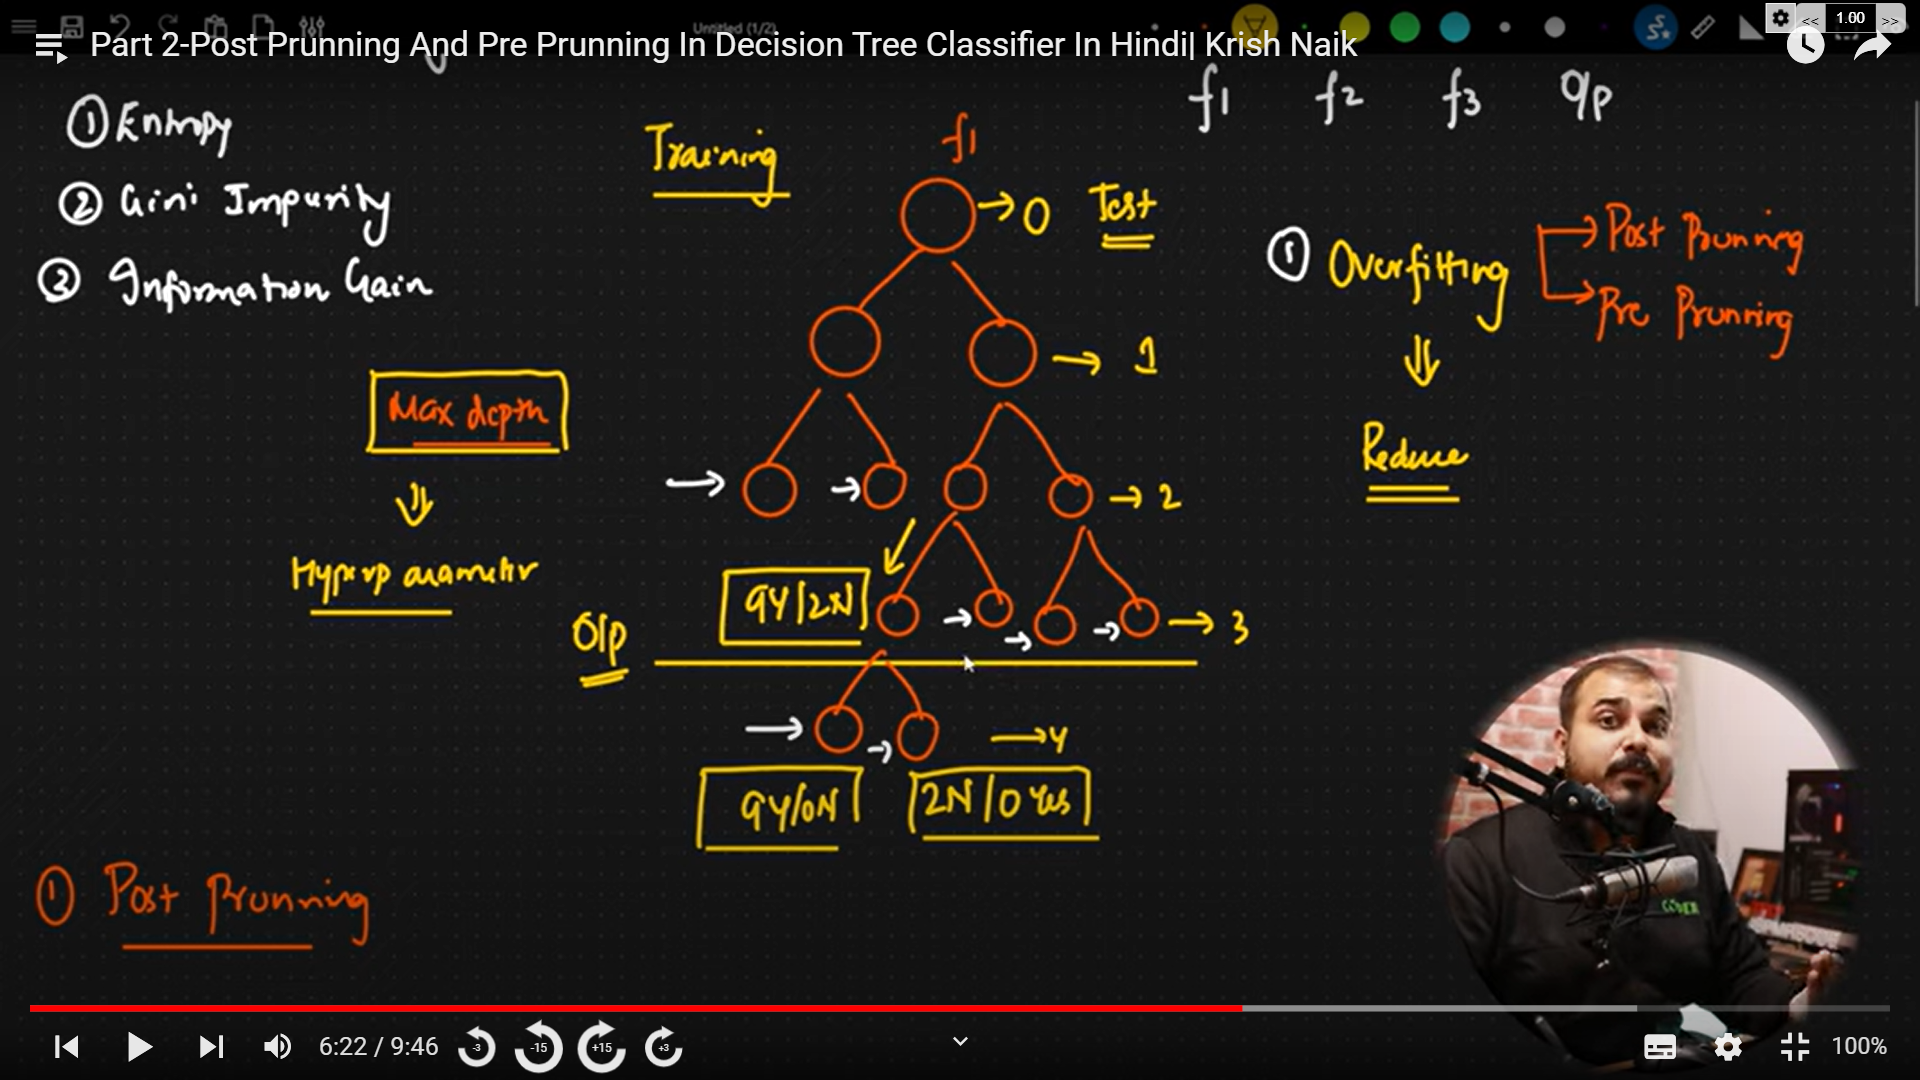 Untitled (1/2)
<< 1.00 >>
Part 2-Post Prunning And Pre Prunning In Decision Tree Classifier In Hindi| Krish Naik
f1 f2 f3 O/p
① Entropy
② Gini Impurity
③ Information Gain
Training
f1
→ 0
Test
→ 1
→ 2
→ 3
→ 4
① Overfitting
→ Post Prunning
→ Pre Prunning
Reduce
Max depth
Hyperparameter
9Y|2N
O/p
9Y/0N
2N/0 Yes
① Post Prunning
6:22 / 9:46
-3
-15
+15
+3
100%